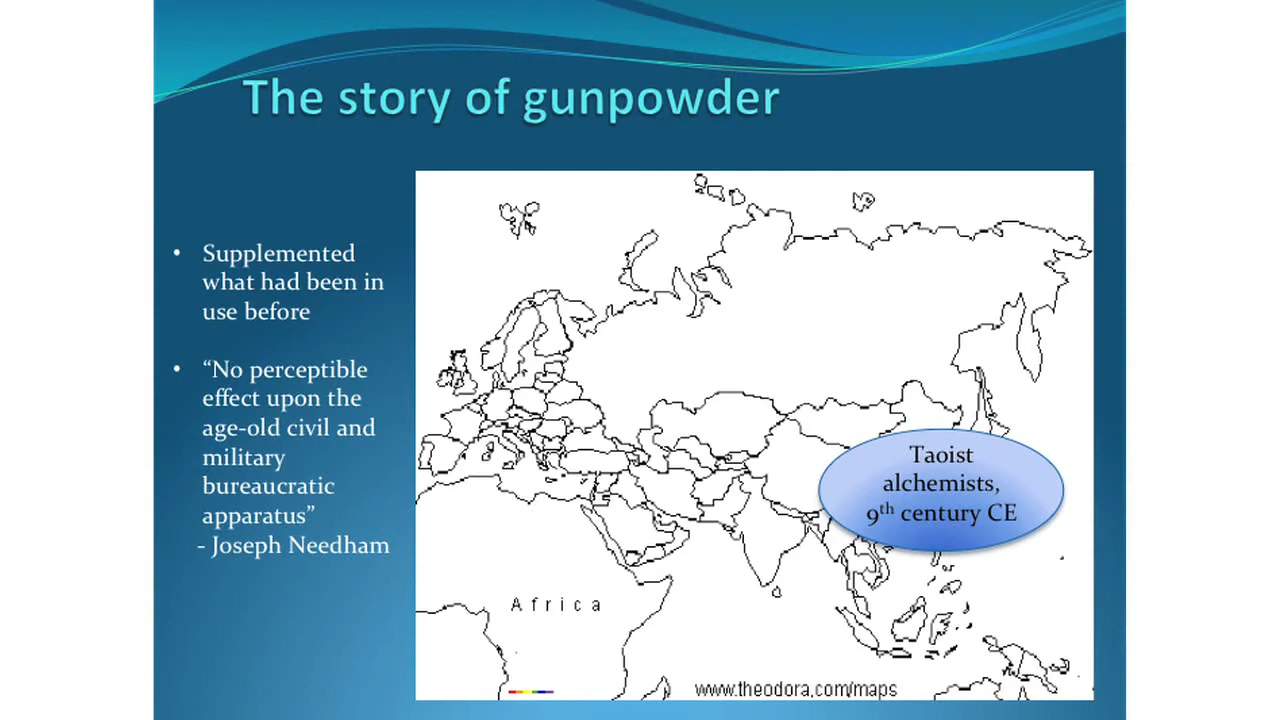 The story of gunpowder
• Supplemented
what had been in
use before
• “No perceptible
effect upon the
age-old civil and
military
bureaucratic
apparatus”
- Joseph Needham
Taoist
alchemists,
9th century CE
Africa
www.theodora.com/maps